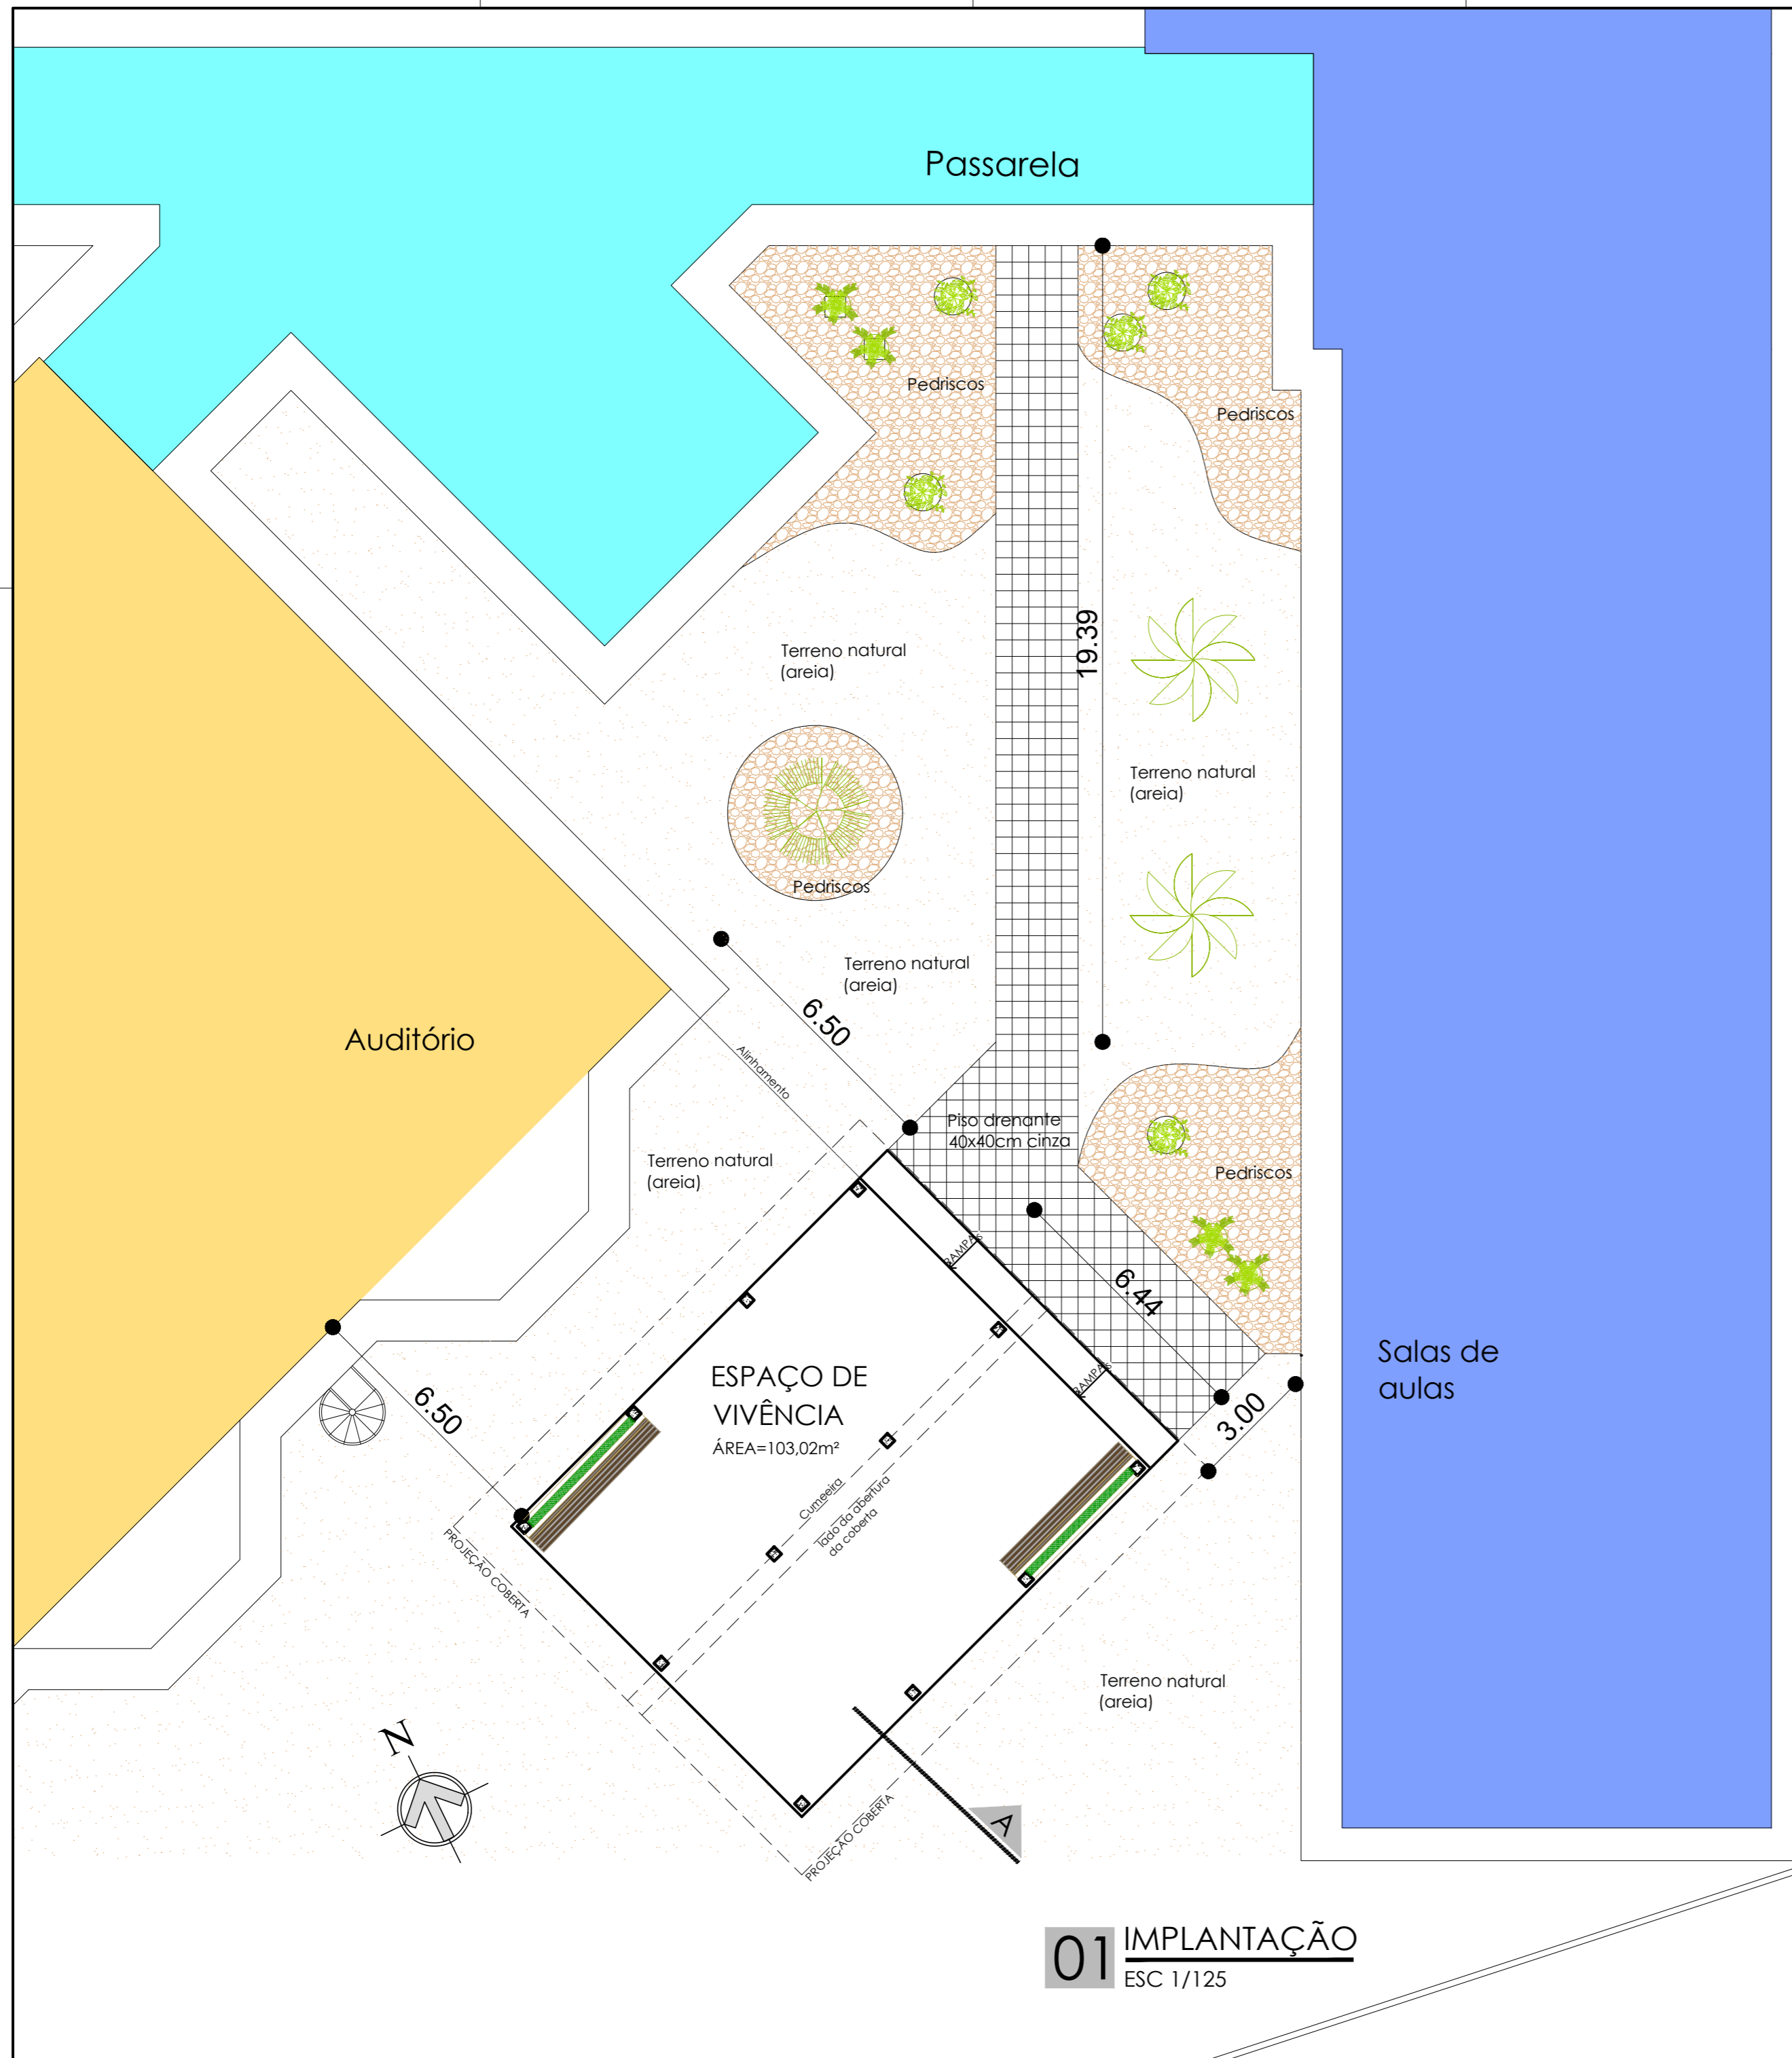 Passarela
Pedriscos
Pedriscos
19.39
Terreno natural
(areia)
Terreno natural
(areia)
Pedriscos
Terreno natural
(areia)
6.50
Auditório
Alinhamento
Piso drenante
40x40cm cinza
Terreno natural
(areia)
Pedriscos
RAMPAs
6.44
RAMPAs
Salas de
aulas
ESPAÇO DE
VIVÊNCIA
ÁREA=103,02m²
6.50
3.00
Cumeeira
lado da abertura
da coberta
PROJEÇÃO COBERTA
Terreno natural
(areia)
N
A
PROJEÇÃO COBERTA
01 IMPLANTAÇÃO
ESC 1/125